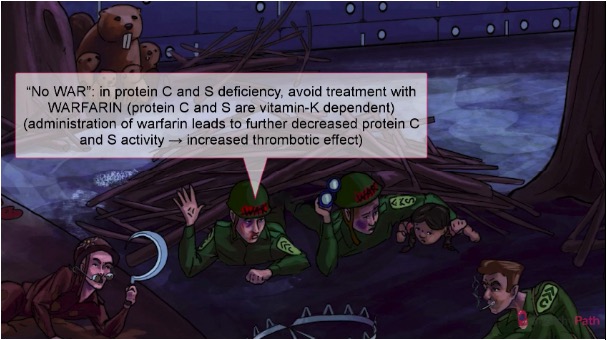 "No WAR": in protein C and S deficiency, avoid treatment with
WARFARIN (protein C and S are vitamin-K dependent)
(administration of warfarin leads to further decreased protein C
and S activity → increased thrombotic effect)
Path